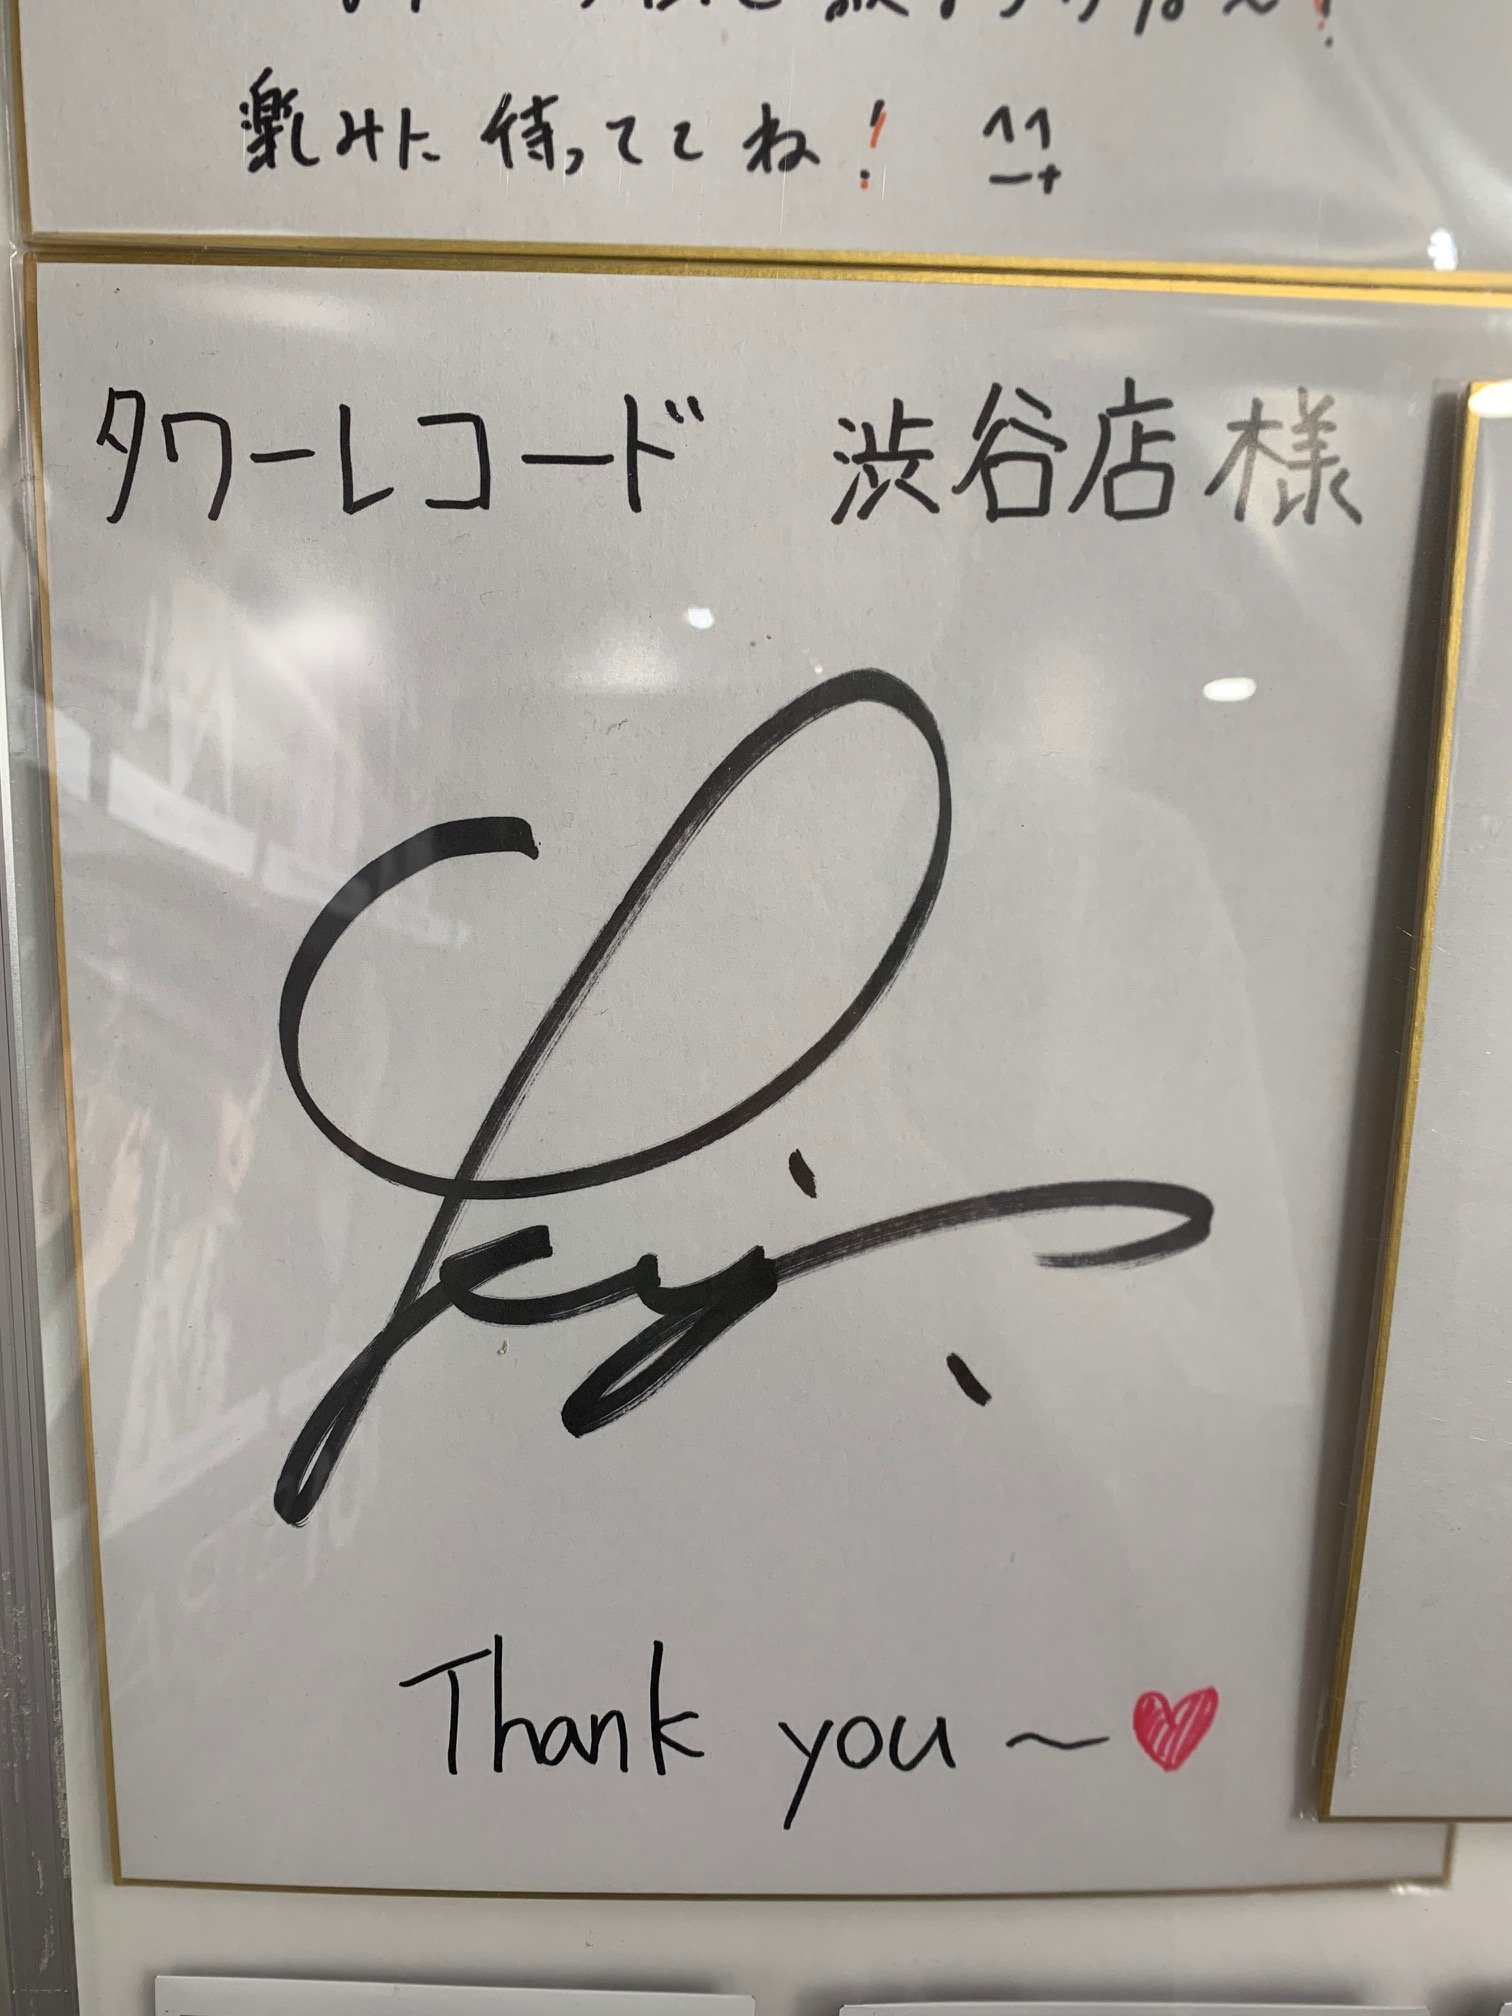 楽しみに 待っててね!
タワーレコード 渋谷店様
Thank you ~